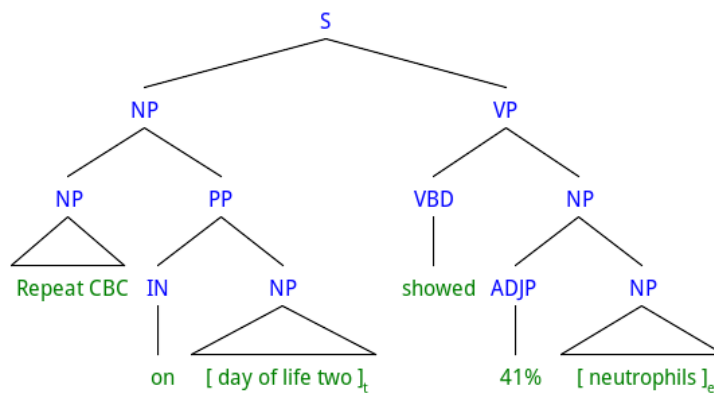 S
NP VP
NP PP VBD NP
Repeat CBC IN NP showed ADJP NP
on [ day of life two ]t 41% [ neutrophils ]e